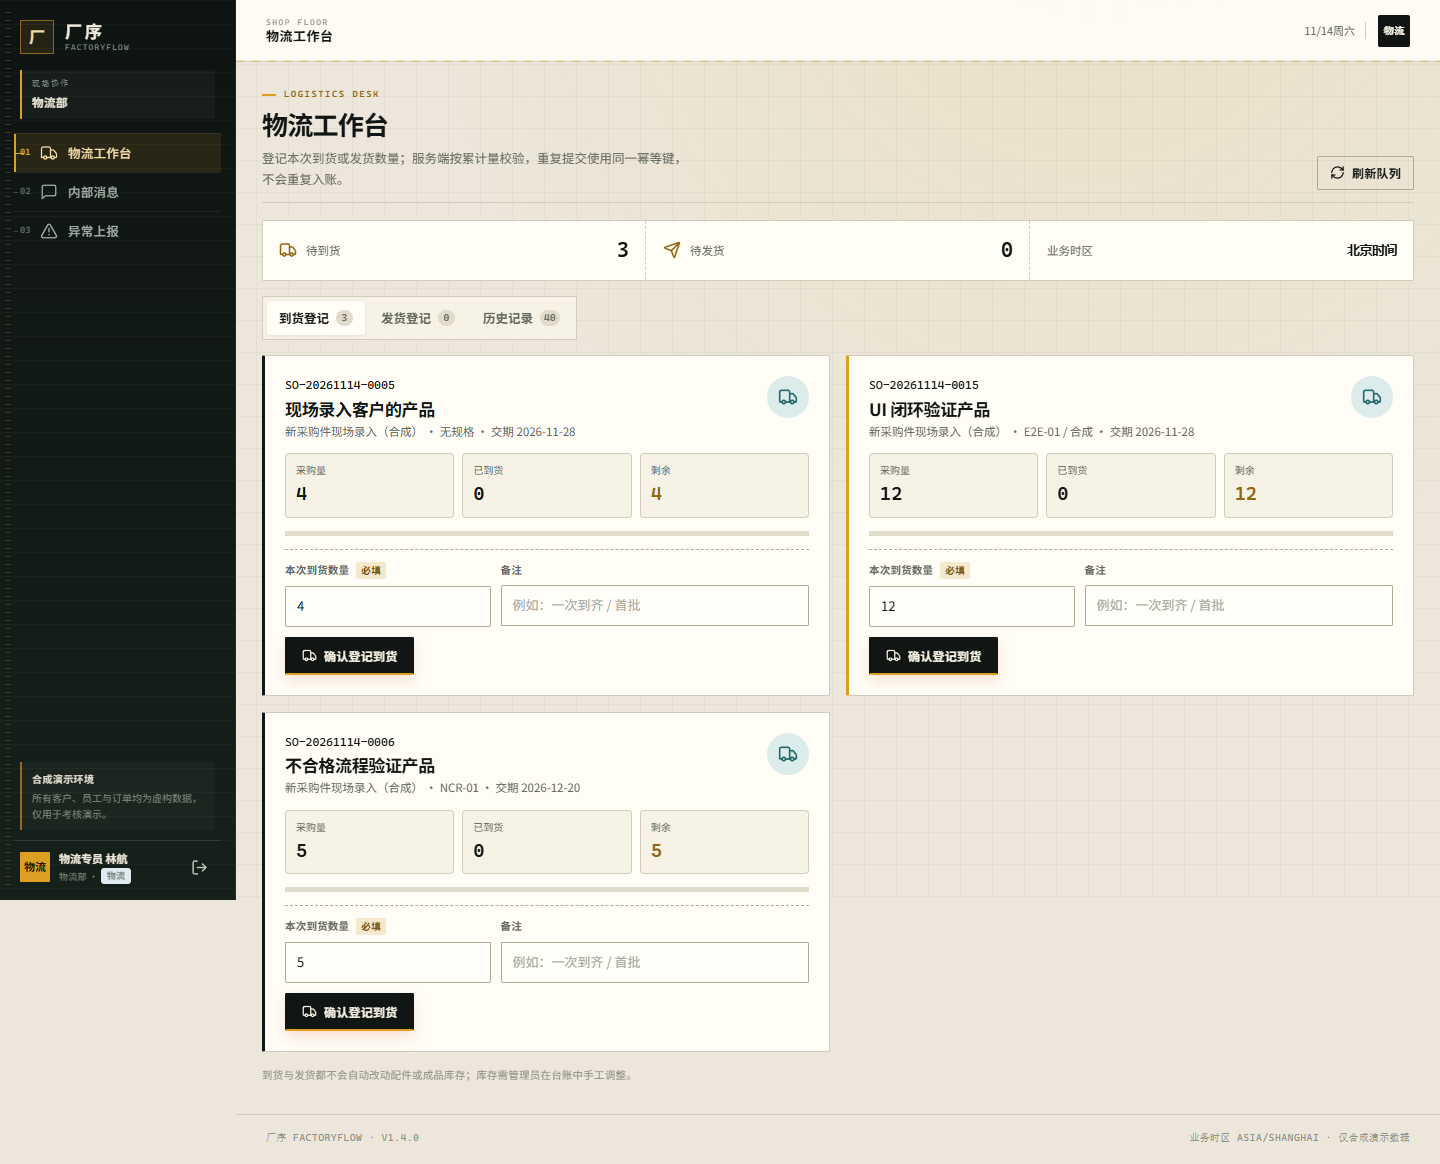 厂
厂序
FACTORYFLOW
现场协作
物流部
01 物流工作台
02 内部消息
03 异常上报
合成演示环境
所有客户、员工与订单均为虚构数据，
仅用于考核演示。
物流
物流专员 林航
物流部 · 物流
SHOP FLOOR
物流工作台
11/14周六
物流
LOGISTICS DESK
物流工作台
登记本次到货或发货数量；服务端按累计量校验，重复提交使用同一幂等键，
不会重复入账。
刷新队列
待到货 3
待发货 0
业务时区 北京时间
到货登记 3
发货登记 0
历史记录 40
SO-20261114-0005
现场录入客户的产品
新采购件现场录入（合成） · 无规格 · 交期 2026-11-28
采购量 已到货 剩余
4 0 4
本次到货数量 必填 备注
4 例如：一次到齐 / 首批
确认登记到货
SO-20261114-0015
UI 闭环验证产品
新采购件现场录入（合成） · E2E-01 / 合成 · 交期 2026-11-28
采购量 已到货 剩余
12 0 12
本次到货数量 必填 备注
12 例如：一次到齐 / 首批
确认登记到货
SO-20261114-0006
不合格流程验证产品
新采购件现场录入（合成） · NCR-01 · 交期 2026-12-20
采购量 已到货 剩余
5 0 5
本次到货数量 必填 备注
5 例如：一次到齐 / 首批
确认登记到货
到货与发货都不会自动改动配件或成品库存；库存需管理员在台账中手工调整。
厂序 FACTORYFLOW · V1.4.0
业务时区 ASIA/SHANGHAI · 仅合成演示数据